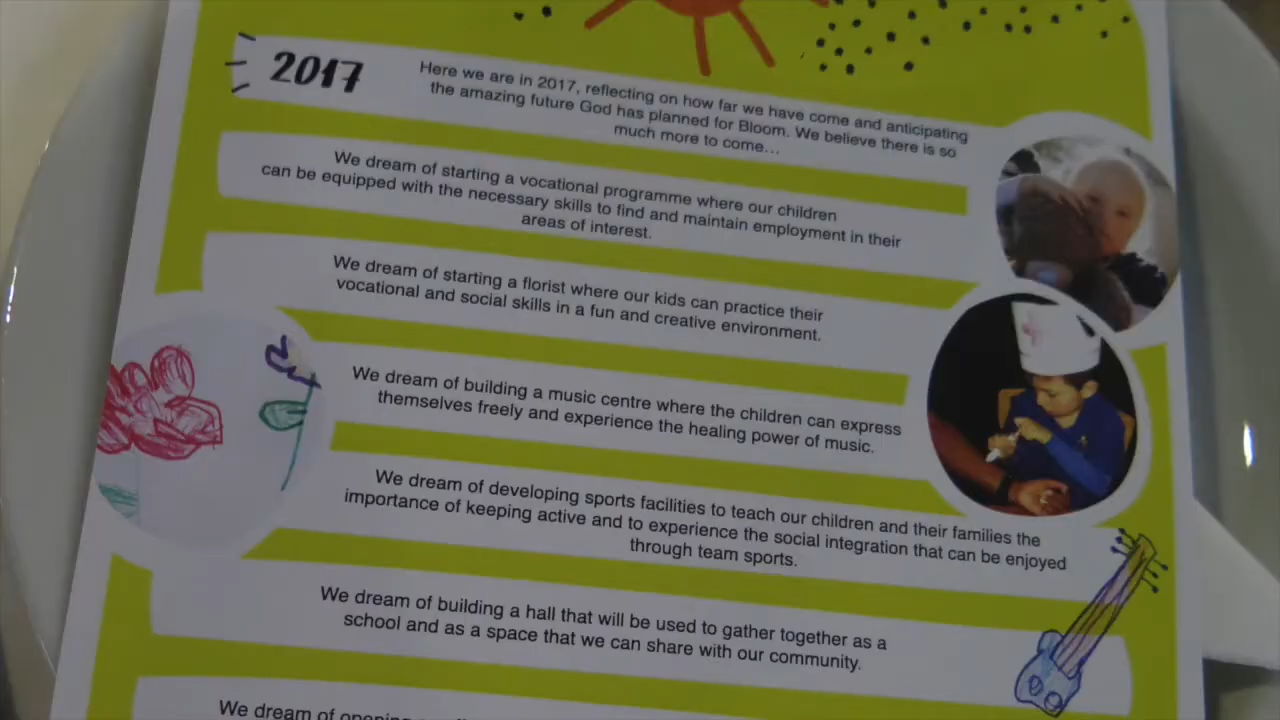 2017
Here we are in 2017, reflecting on how far we have come and anticipating
the amazing future God has planned for Bloom. We believe there is so
much more to come...
We dream of starting a vocational programme where our children
can be equipped with the necessary skills to find and maintain employment in their
areas of interest.
We dream of starting a florist where our kids can practice their
vocational and social skills in a fun and creative environment.
We dream of building a music centre where the children can express
themselves freely and experience the healing power of music.
We dream of developing sports facilities to teach our children and their families the
importance of keeping active and to experience the social integration that can be enjoyed
through team sports.
We dream of building a hall that will be used to gather together as a
school and as a space that we can share with our community.
We dream of